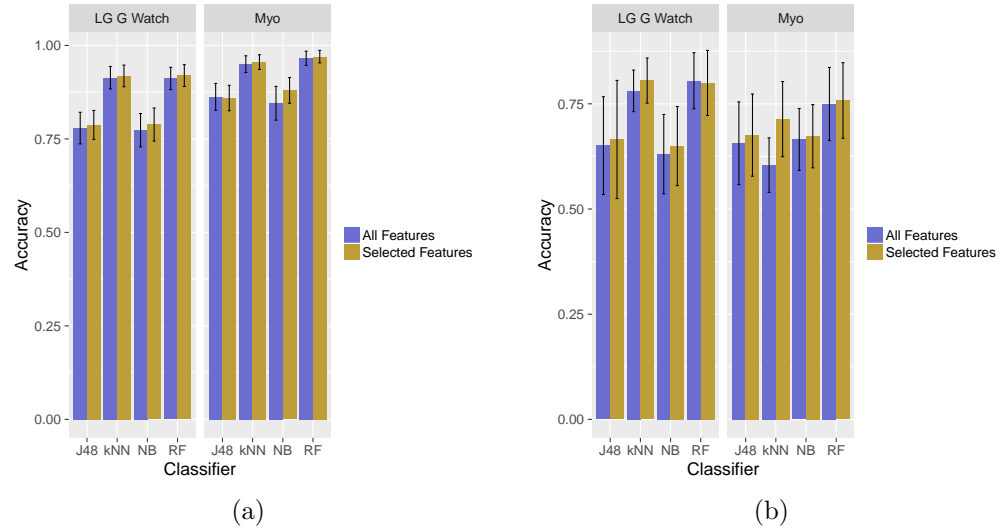 LG G Watch Myo
1.00
0.75
0.50
0.25
0.00
Accuracy
J48 kNN NB RF J48 kNN NB RF
Classifier
All Features
Selected Features
(a)
LG G Watch Myo
0.75
0.50
0.25
0.00
Accuracy
J48 kNN NB RF J48 kNN NB RF
Classifier
All Features
Selected Features
(b)